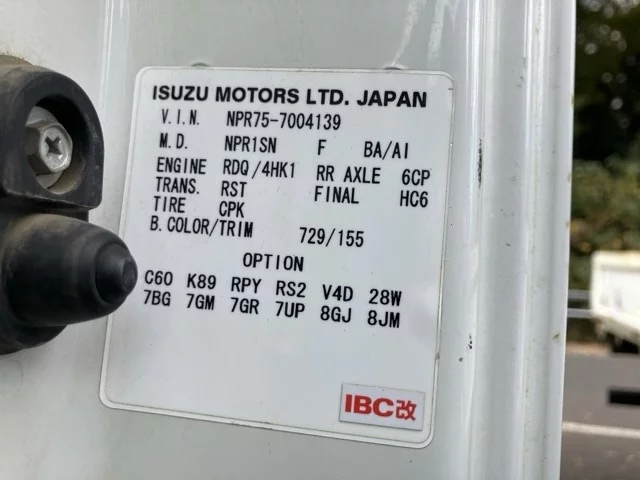 ISUZU MOTORS LTD. JAPAN
V.I.N. NPR75-7004139
M.D. NPR1SN F BA/AI
ENGINE RDQ/4HK1 RR AXLE 6CP
TRANS. RST FINAL HC6
TIRE CPK
B. COLOR/TRIM 729/155
OPTION
C60 K89 RPY RS2 V4D 28W
7BG 7GM 7GR 7UP 8GJ 8JM
IBC改